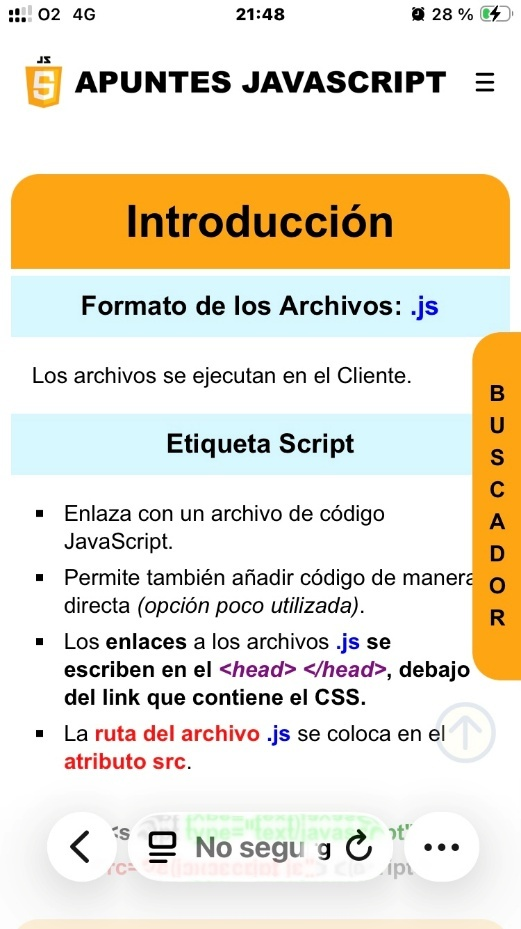 O2 4G 21:48 28 %
JS
5 APUNTES JAVASCRIPT
Introducción
Formato de los Archivos: .js
Los archivos se ejecutan en el Cliente.
Etiqueta Script
Enlaza con un archivo de código
JavaScript.
Permite también añadir código de manera
directa (opción poco utilizada).
Los enlaces a los archivos .js se
escriben en el <head> </head>, debajo
del link que contiene el CSS.
La ruta del archivo .js se coloca en el
atributo src.
B
U
S
C
A
D
O
R
No segu